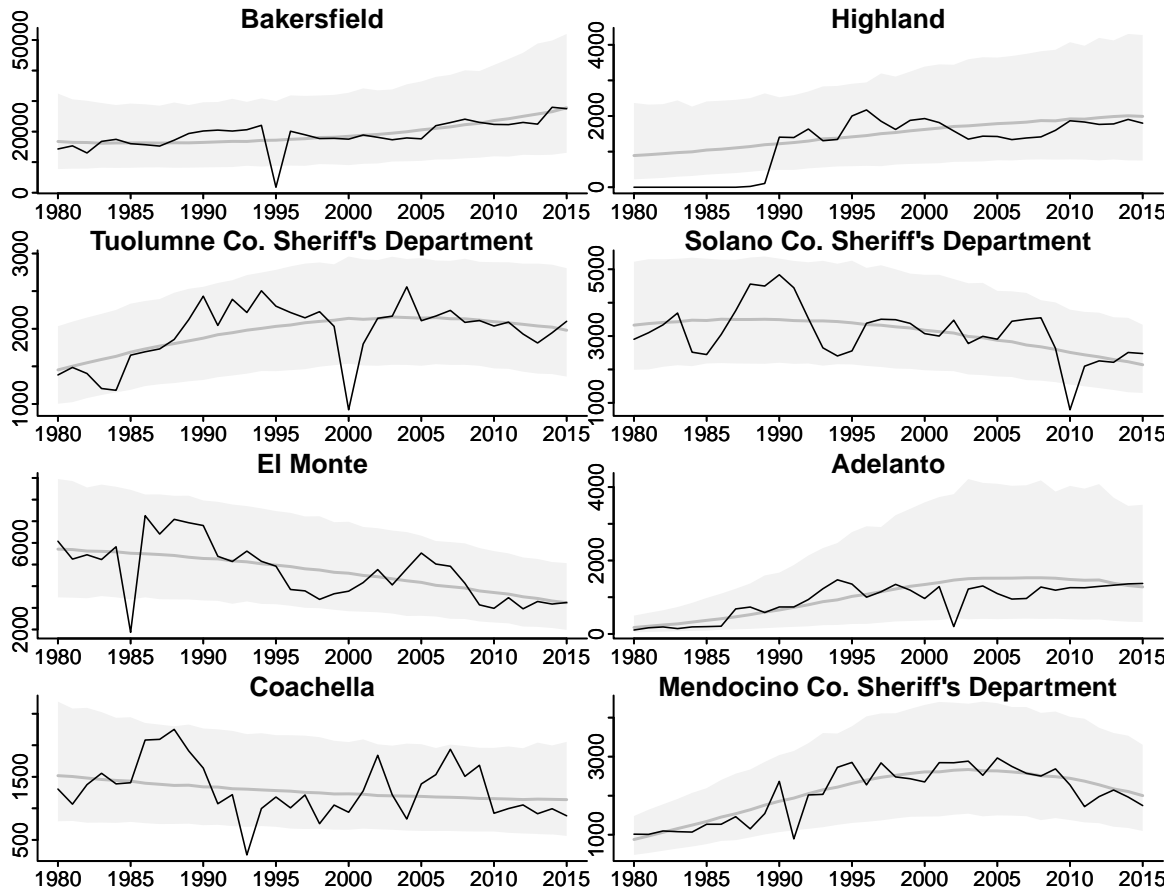 Bakersfield
50000
20000
0
1980 1985 1990 1995 2000 2005 2010 2015
Highland
4000
2000
0
1980 1985 1990 1995 2000 2005 2010 2015
Tuolumne Co. Sheriff's Department
3000
2000
1000
1980 1985 1990 1995 2000 2005 2010 2015
Solano Co. Sheriff's Department
5000
3000
1000
1980 1985 1990 1995 2000 2005 2010 2015
El Monte
6000
2000
1980 1985 1990 1995 2000 2005 2010 2015
Adelanto
4000
2000
0
1980 1985 1990 1995 2000 2005 2010 2015
Coachella
1500
500
1980 1985 1990 1995 2000 2005 2010 2015
Mendocino Co. Sheriff's Department
3000
1000
1980 1985 1990 1995 2000 2005 2010 2015